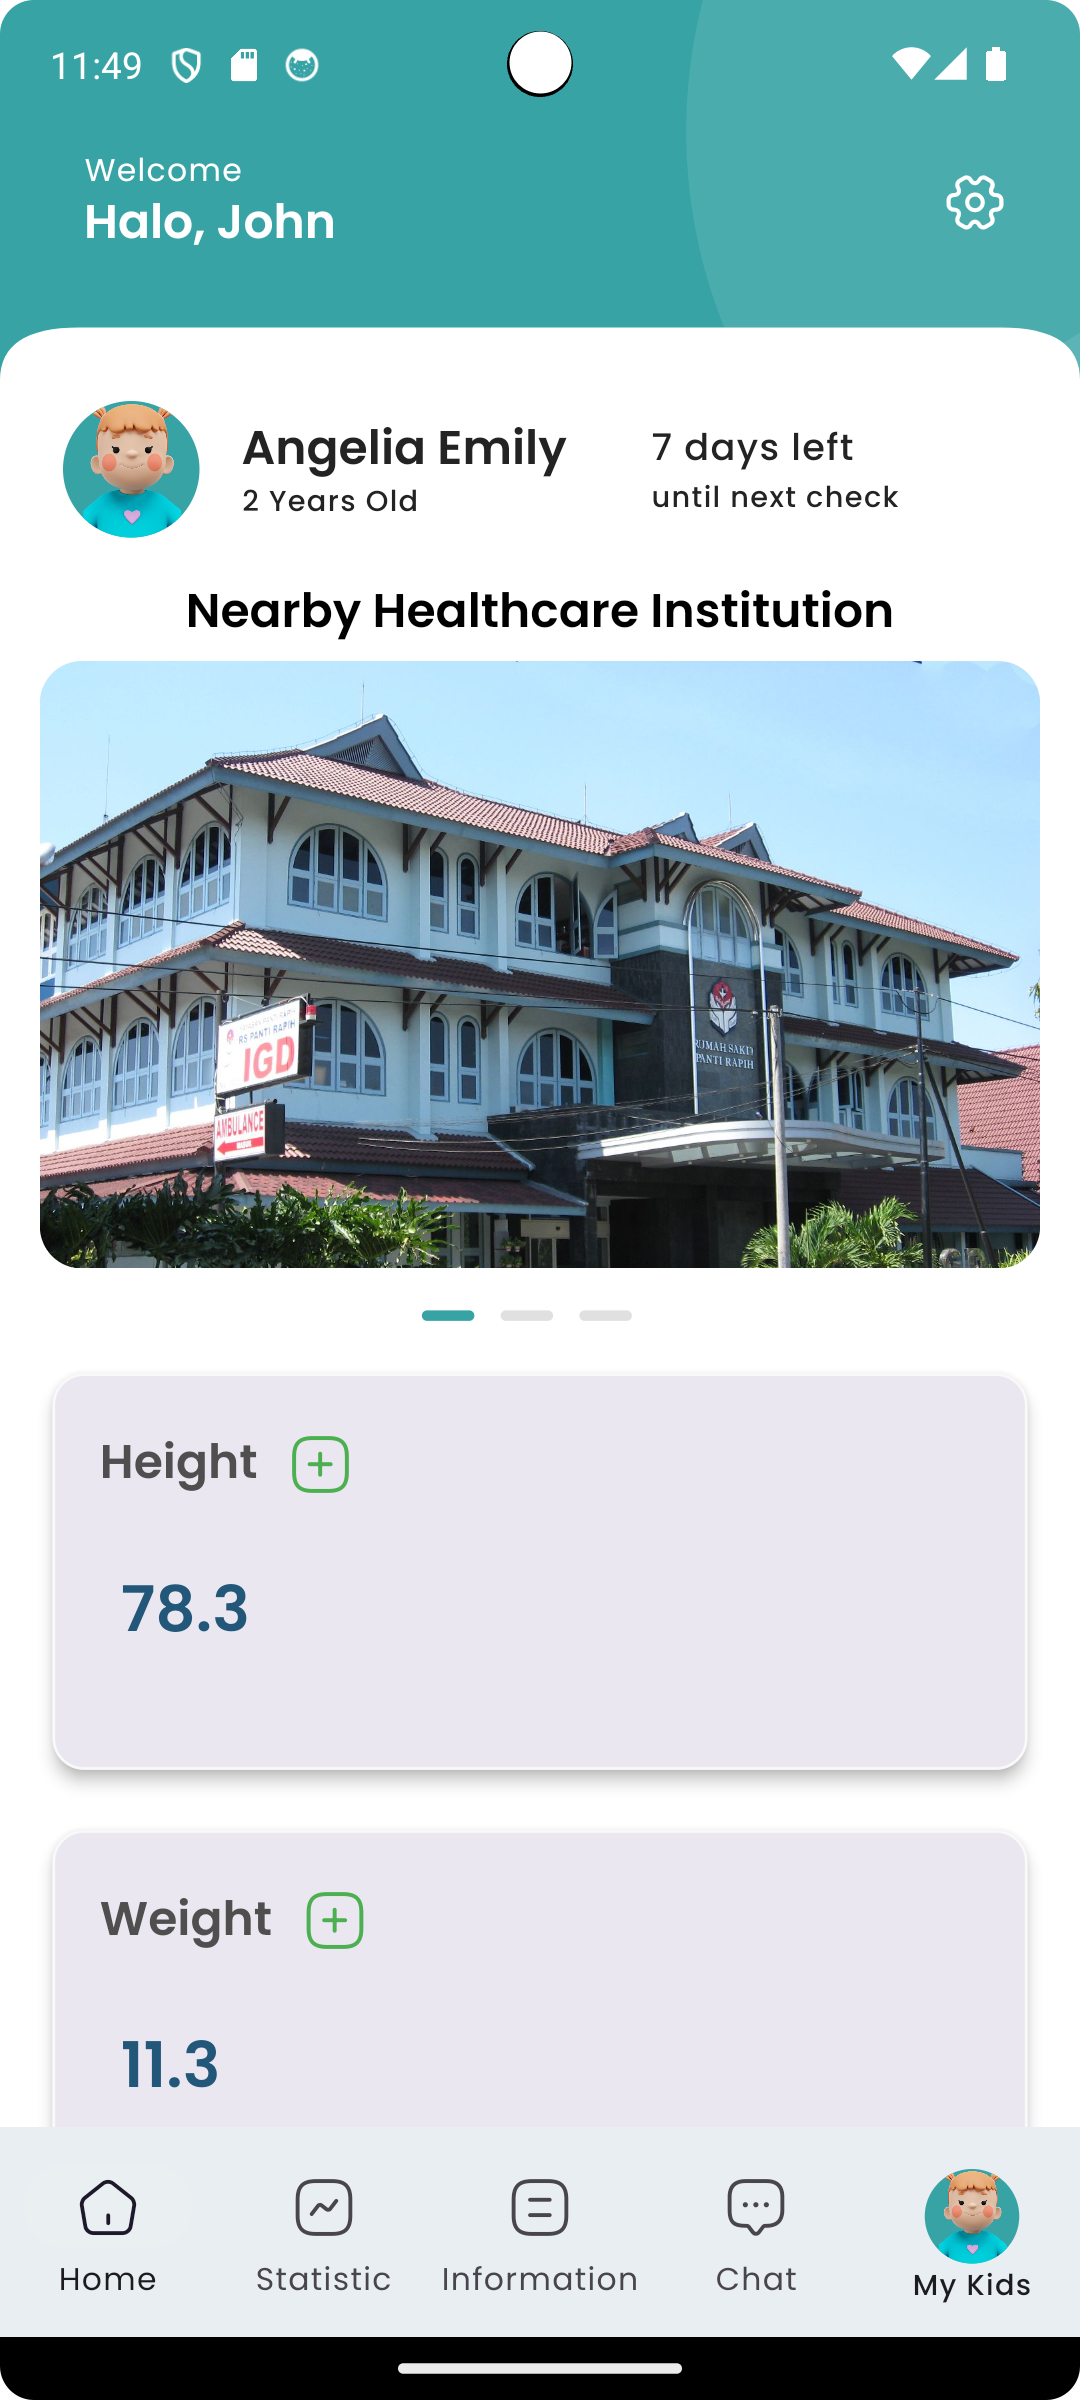 11:49
Welcome
Halo, John
Angelia Emily
2 Years Old
7 days left
until next check
Nearby Healthcare Institution
RS PANTI RAPIH
IGD
AMBULANCE
RUMAH SAKIT
PANTI RAPIH
Height
78.3
Weight
11.3
Home
Statistic
Information
Chat
My Kids